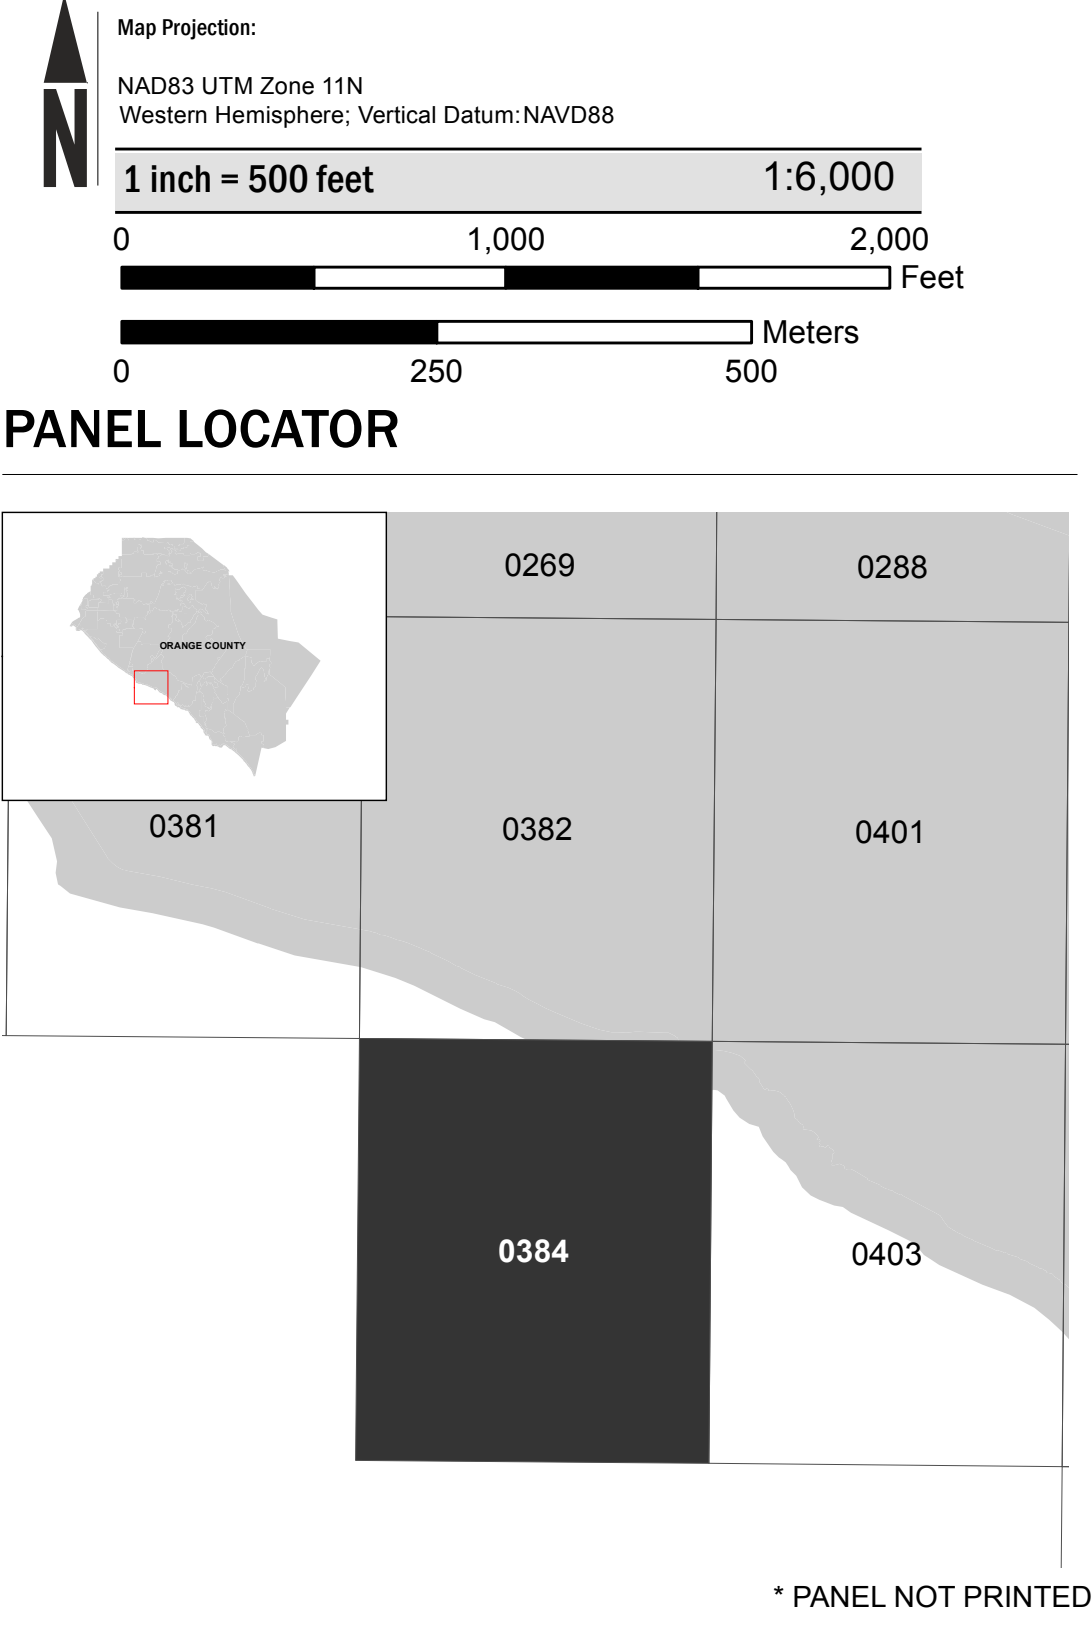 Map Projection:
NAD83 UTM Zone 11N
Western Hemisphere; Vertical Datum:NAVD88
N
1 inch = 500 feet 1:6,000
0 1,000 2,000
Feet
Meters
0 250 500
PANEL LOCATOR
0269 0288
ORANGE COUNTY
0381 0382 0401
0384 0403
* PANEL NOT PRINTED